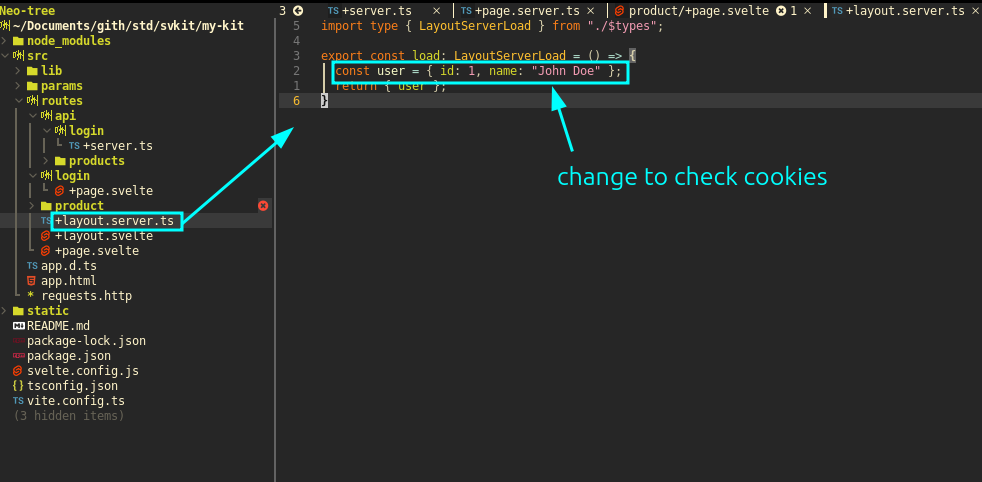 Neo-tree
~/Documents/gith/std/svkit/my-kit
node_modules
src
lib
params
routes
api
login
TS +server.ts
products
login
+page.svelte
product
TS +layout.server.ts
+layout.svelte
+page.svelte
TS app.d.ts
app.html
* requests.http
static
README.md
package-lock.json
package.json
svelte.config.js
{} tsconfig.json
TS vite.config.ts
(3 hidden items)
3 TS +server.ts × TS +page.server.ts × product/+page.svelte 1 × TS +layout.server.ts ×
5 import type { LayoutServerLoad } from "./$types";
4
3 export const load: LayoutServerLoad = () => {
2 const user = { id: 1, name: "John Doe" };
1 return { user };
6 }
change to check cookies